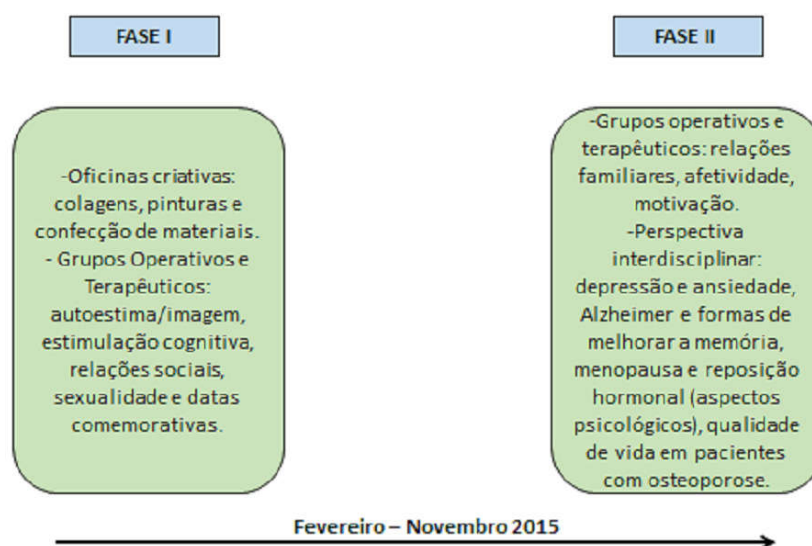 FASE I
-Oficinas criativas:
colagens, pinturas e
confecção de materiais.
- Grupos Operativos e
Terapêuticos:
autoestima/imagem,
estimulação cognitiva,
relações sociais,
sexualidade e datas
comemorativas.
FASE II
-Grupos operativos e
terapêuticos: relações
familiares, afetividade,
motivação.
-Perspectiva
interdisciplinar:
depressão e ansiedade,
Alzheimer e formas de
melhorar a memória,
menopausa e reposição
hormonal (aspectos
psicológicos), qualidade
de vida em pacientes
com osteoporose.
Fevereiro – Novembro 2015